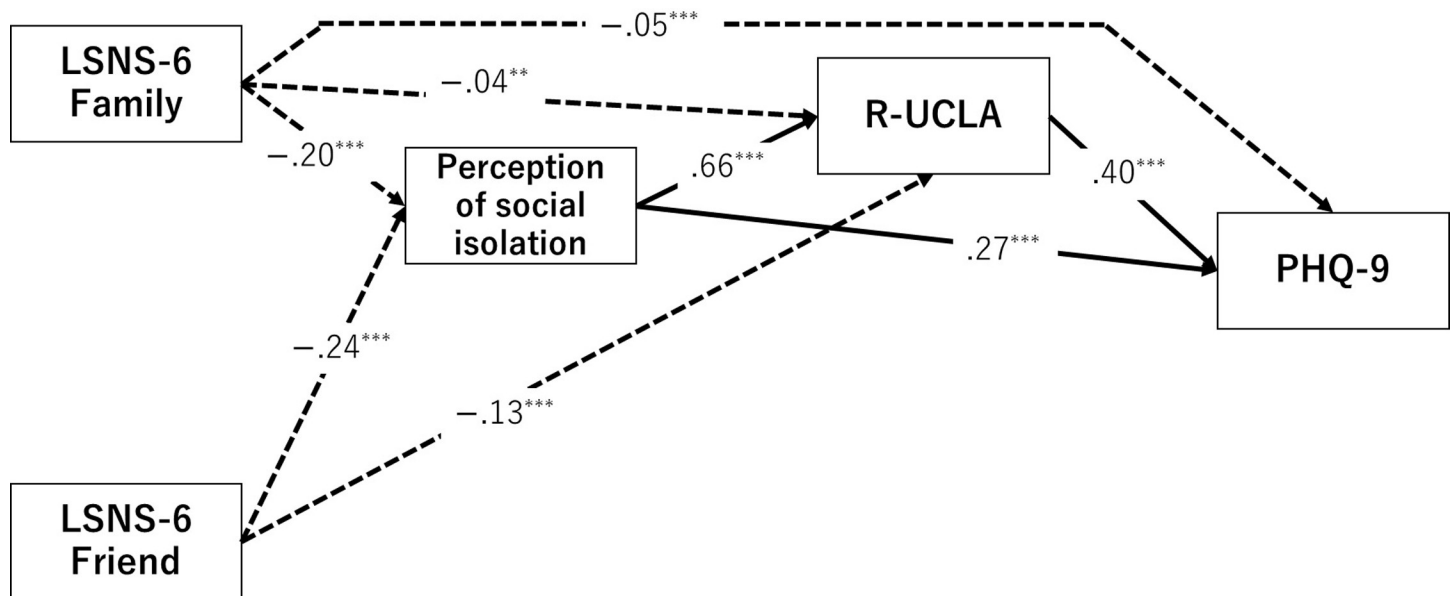 −.05***
LSNS-6
Family
−.04**
R-UCLA
−.20***
Perception
of social
isolation
.66***
.40***
.27***
PHQ-9
−.24***
−.13***
LSNS-6
Friend